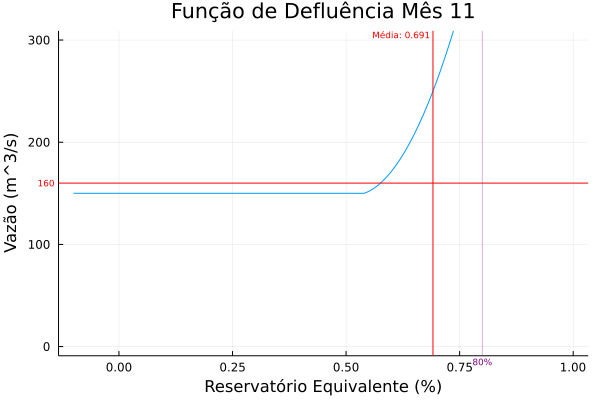 Função de Defluência Mês 11
Média: 0.691
300
200
160
100
0
Vazão (m^3/s)
0.00
0.25
0.50
0.75
80%
1.00
Reservatório Equivalente (%)